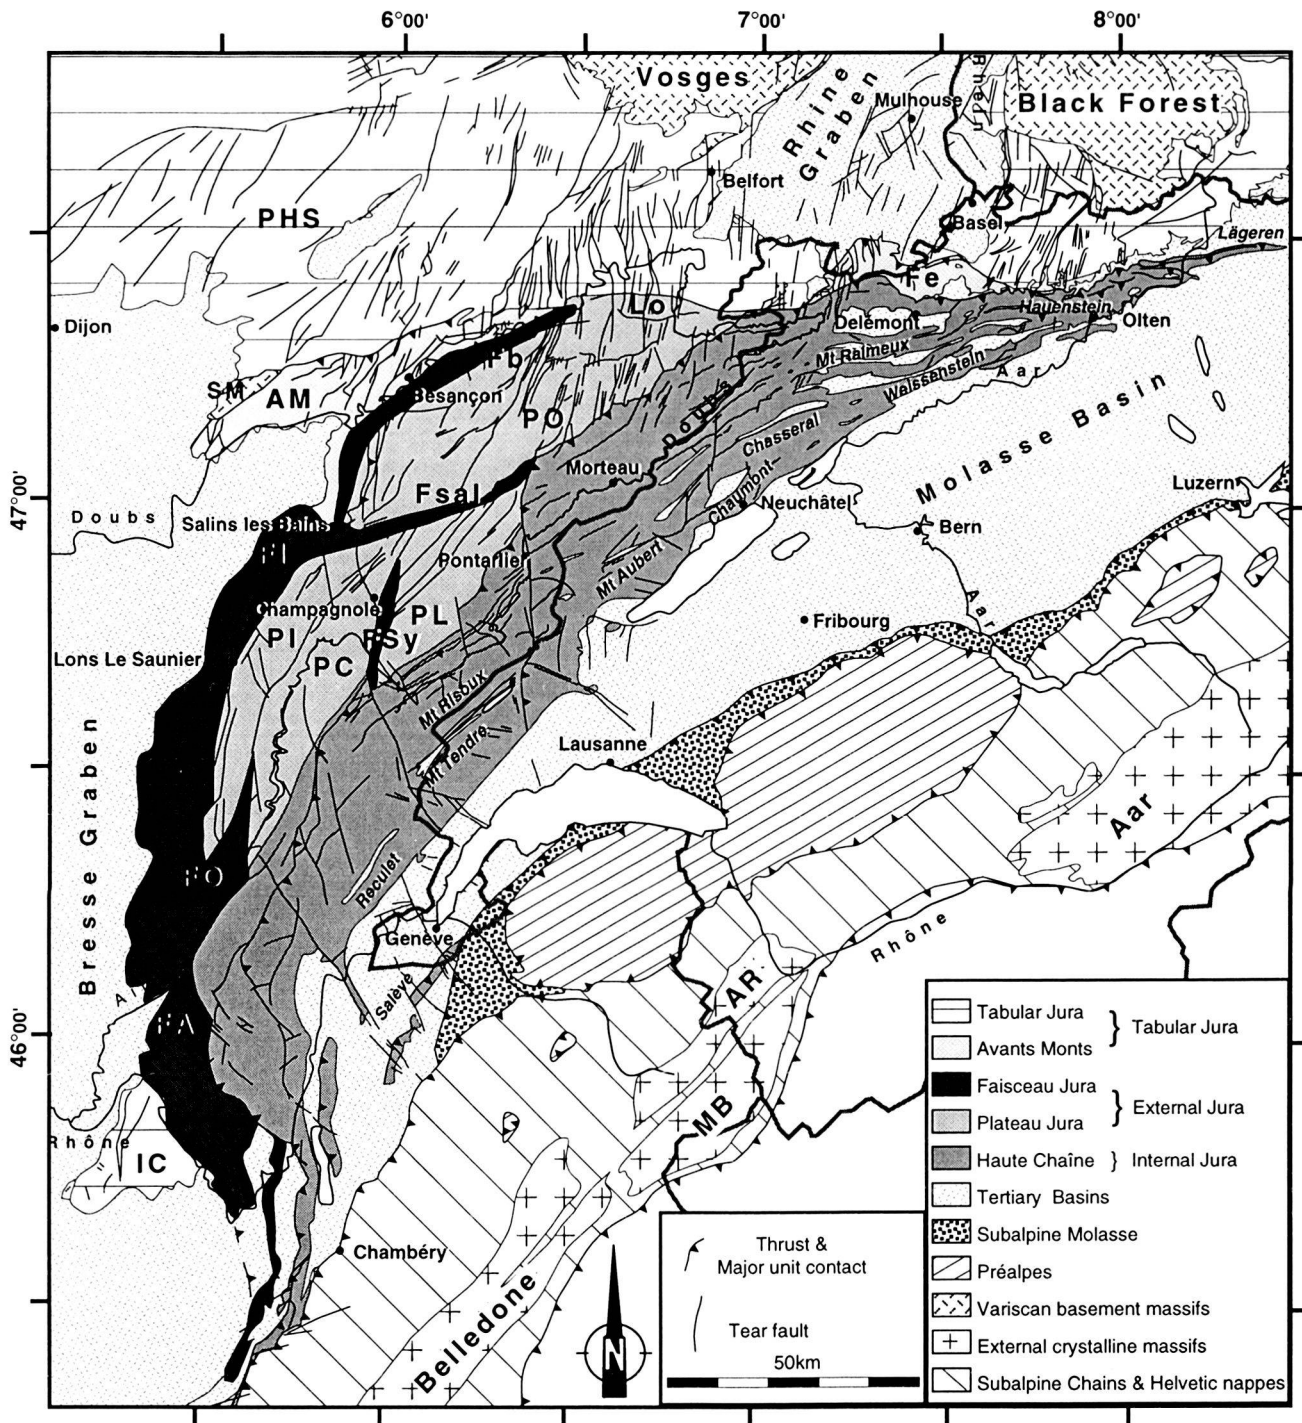 6°00'
7°00'
8°00'
47°00'
46°00'
Vosges
Rhine
Graben
Mulhouse
Rhein
Black Forest
Belfort
PHS
Basel
Lägeren
Fe
Lo
Hauenstein
Olten
Delémont
Dijon
Mt Raimeux
Fb
Weissenstein
Aar
SM
AM
Besançon
PO
Doubs
Chasseral
Molasse Basin
Morteau
Chaumont
Neuchâtel
Luzern
Fsal
Doubs
Salins les Bains
Bern
Pontarlier
Mt Aubert
Aar
Champagnole
PL
PI
FSy
Fribourg
Lons Le Saunier
PC
Mt Risoux
Mt Tendre
Lausanne
Bresse Graben
Aar
FO
Reculet
Genève
Rhône
Salève
AR
FA
MB
Rhône
IC
Chambéry
Belledone
N
Thrust &
Major unit contact
Tear fault
50km
Tabular Jura } Tabular Jura
Avants Monts
Faisceau Jura } External Jura
Plateau Jura
Haute Chaîne } Internal Jura
Tertiary Basins
Subalpine Molasse
Préalpes
Variscan basement massifs
External crystalline massifs
Subalpine Chains & Helvetic nappes